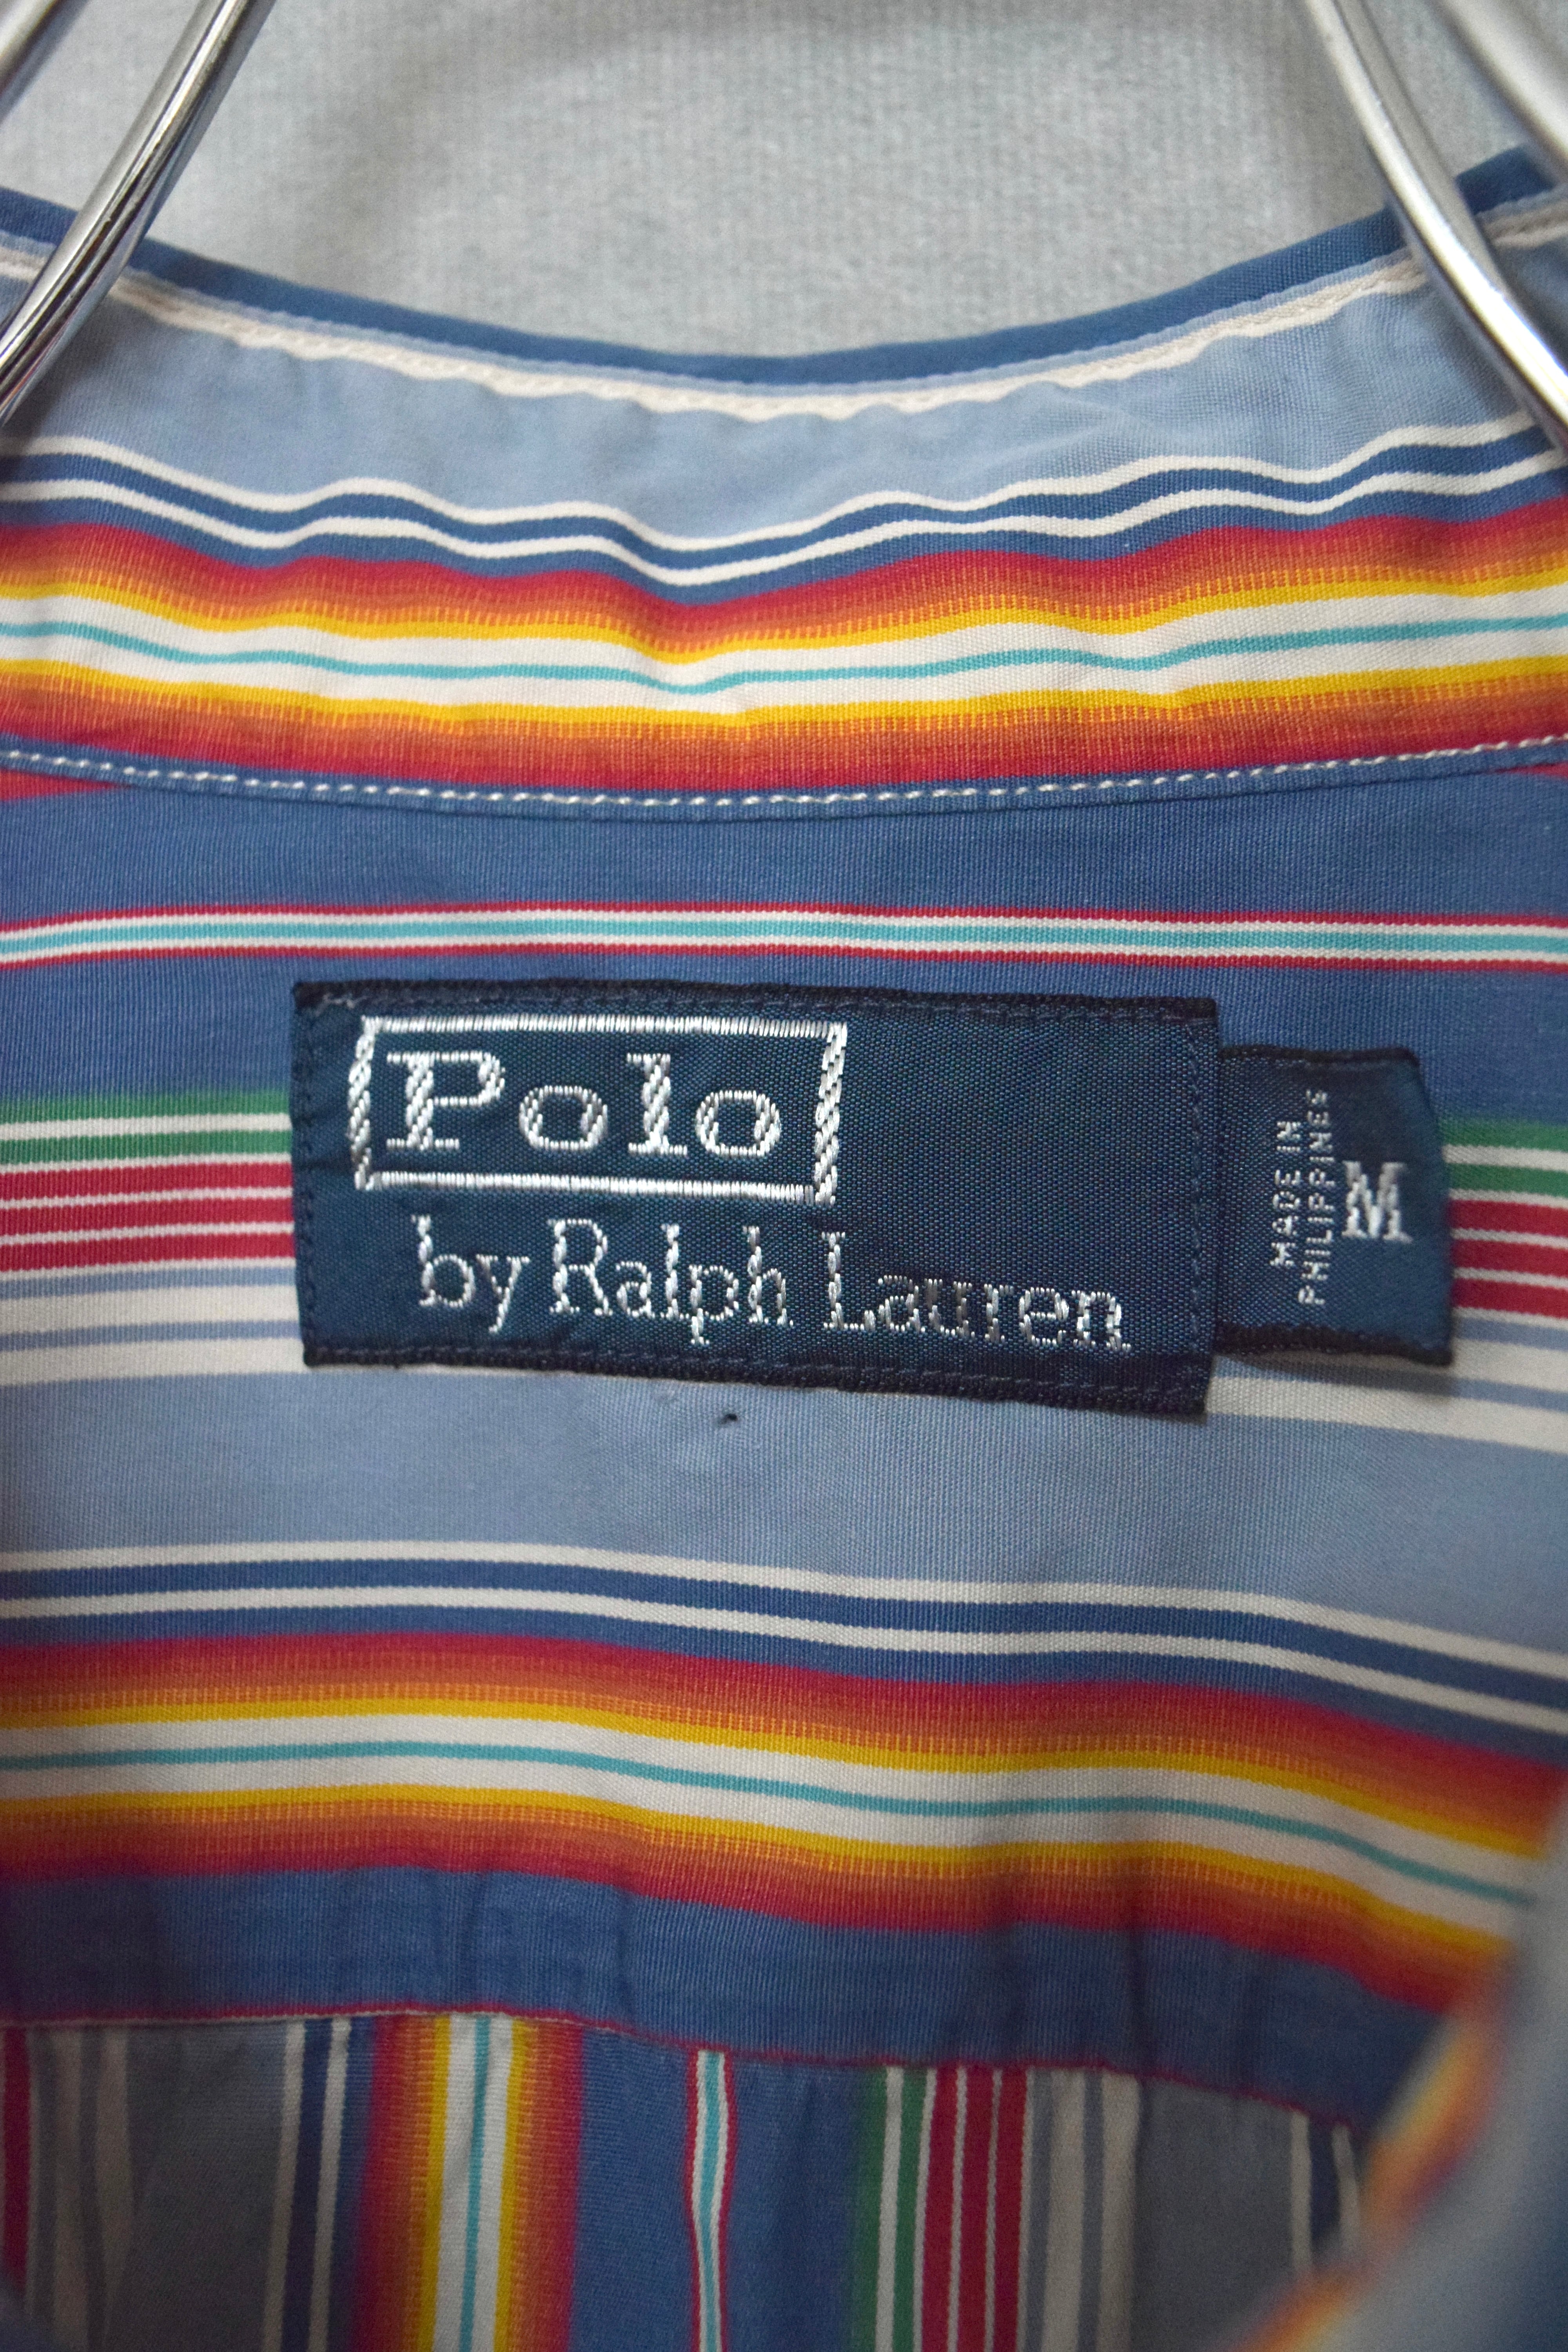 Polo
by Ralph Lauren
MADE IN
PHILIPPINES
M